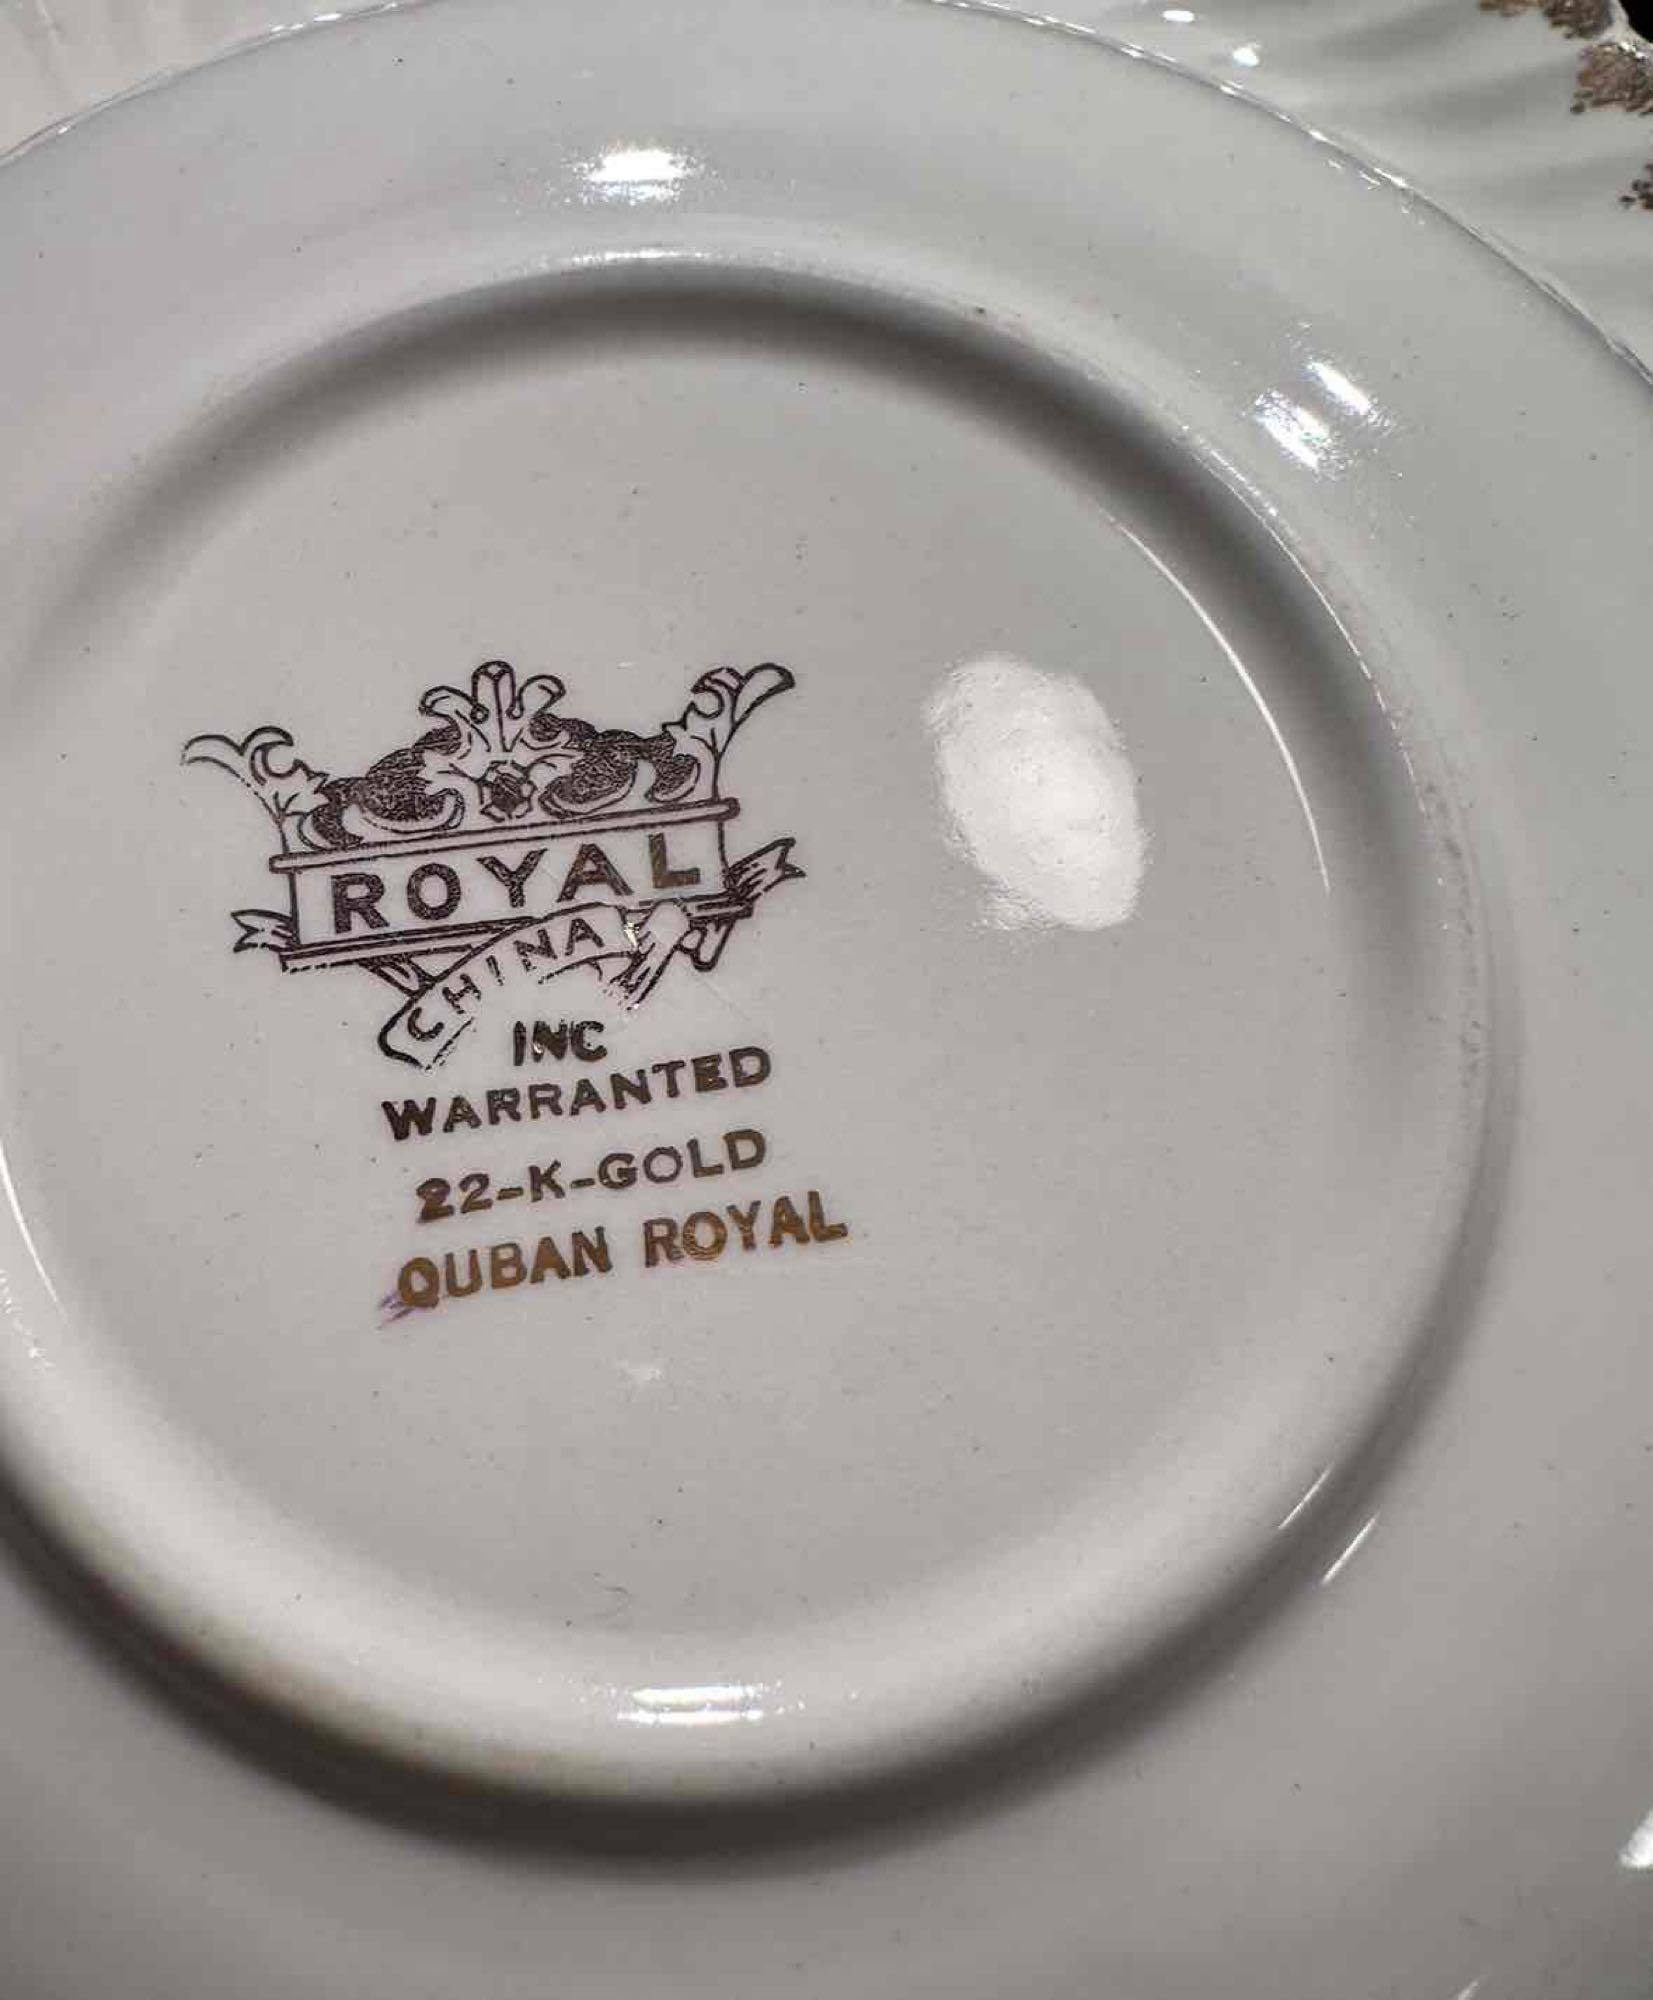 ROYAL
CHINA
INC
WARRANTED
22-K-GOLD
QUBAN ROYAL